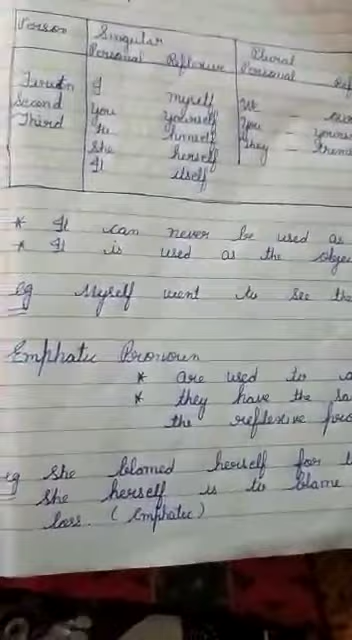 Person Singular Plural
Personal Reflexive Personal
First I myself we
Second you yourself you -
Third he himself they -
She herself
It itself
* It can never be used as
* It is used as the
eg Myself went to see the
Emphatic Pronoun
* are used to
* they have the
the reflexive
eg she blamed herself for
she herself is to blame
loss. (Emphatic)